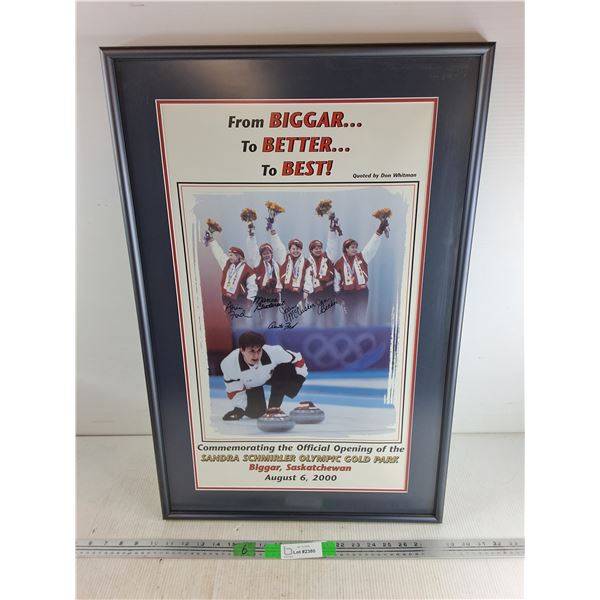 From BIGGAR...
To BETTER...
To BEST!
Quoted by Don Whitman
Commemorating the Official Opening of the
SANDRA SCHMIRLER OLYMPIC GOLD PARK
Biggar, Saskatchewan
August 6, 2000
6
Lot #2380